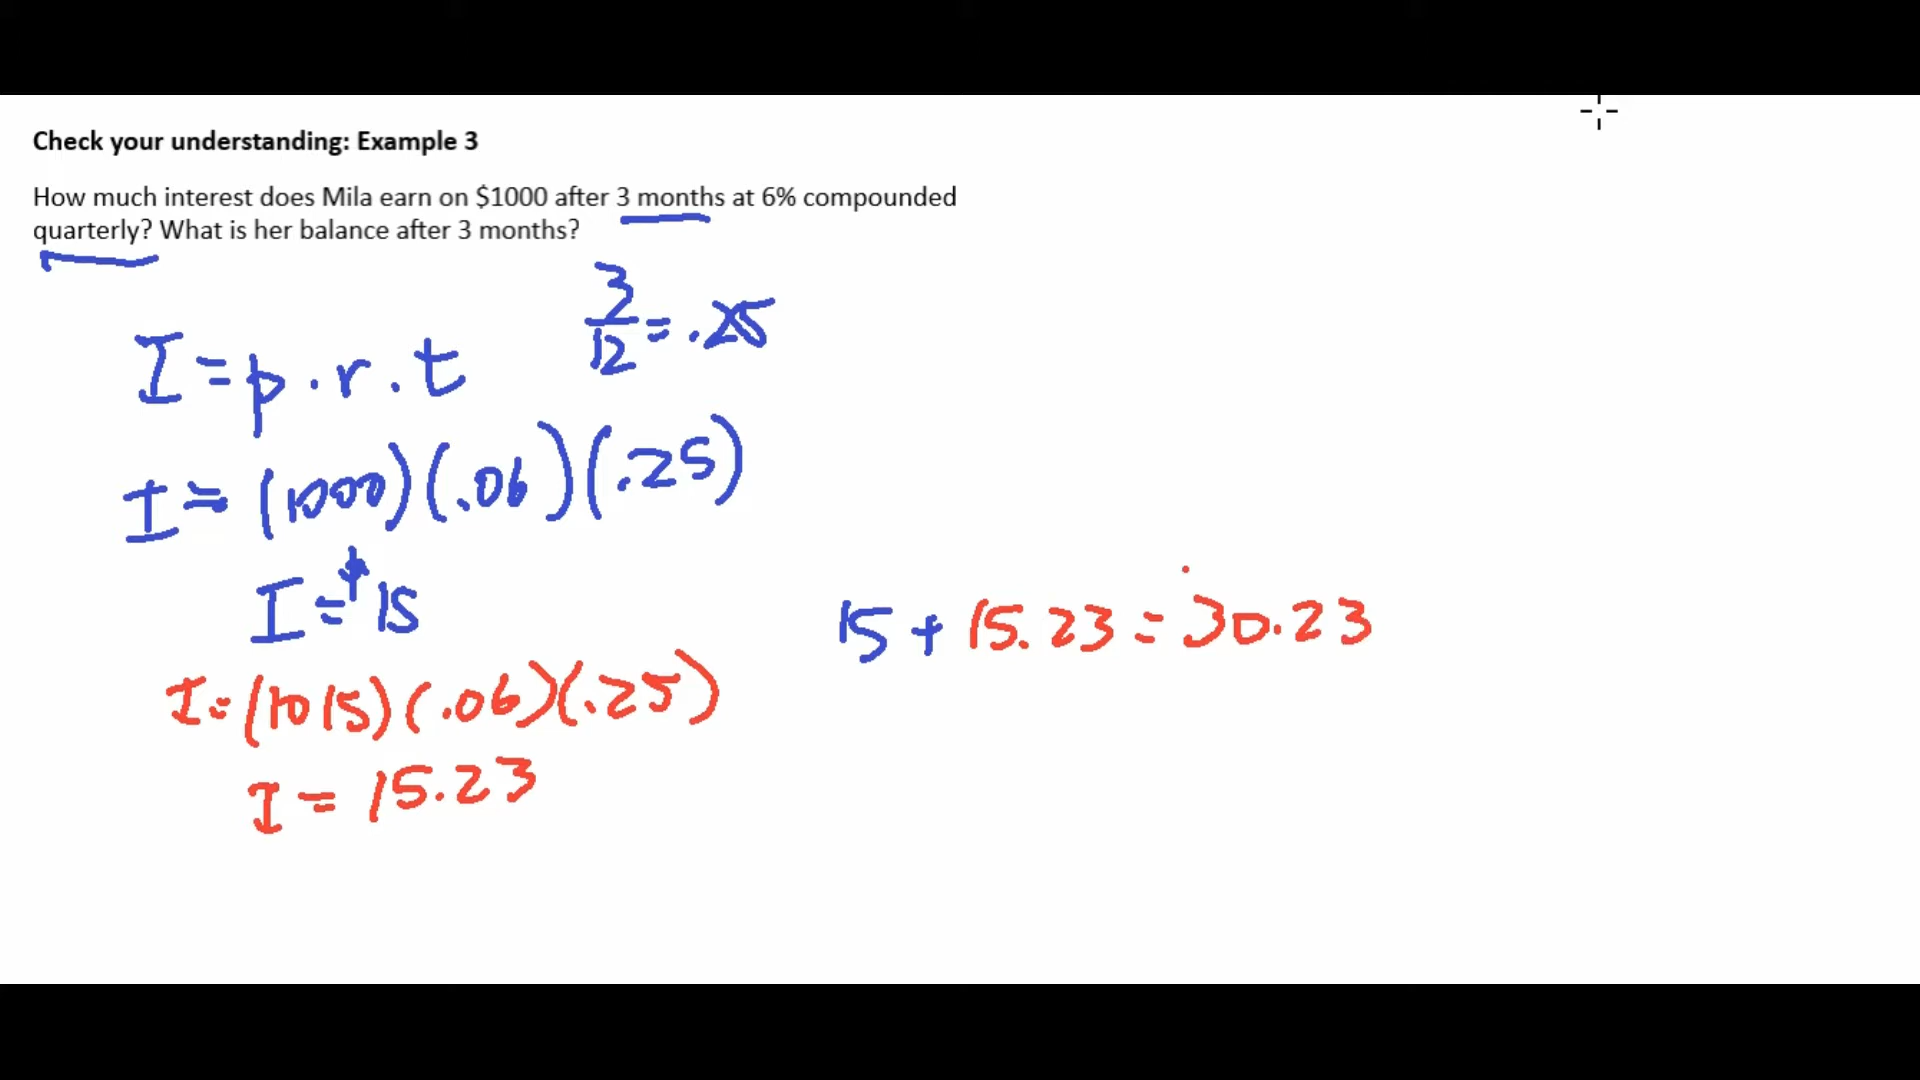 Check your understanding: Example 3
How much interest does Mila earn on $1000 after 3 months at 6% compounded
quarterly? What is her balance after 3 months?
3/12 = .25
I = p . r . t
I = (1000)(.06)(.25)
I = $15
15 + 15.23 = 30.23
I = (1015)(.06)(.25)
I = 15.23